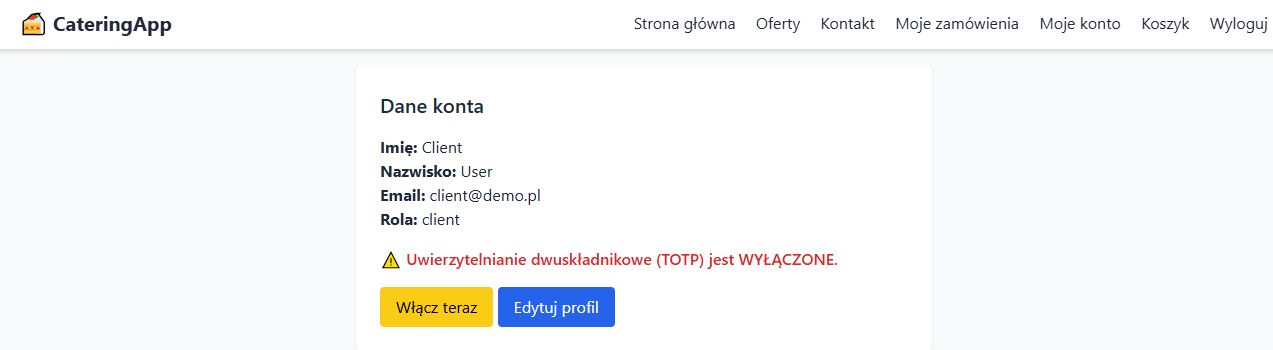 CateringApp
Strona główna Oferty Kontakt Moje zamówienia Moje konto Koszyk Wyloguj
Dane konta
Imię: Client
Nazwisko: User
Email: client@demo.pl
Rola: client
Uwierzytelnianie dwuskładnikowe (TOTP) jest WYŁĄCZONE.
Włącz teraz Edytuj profil